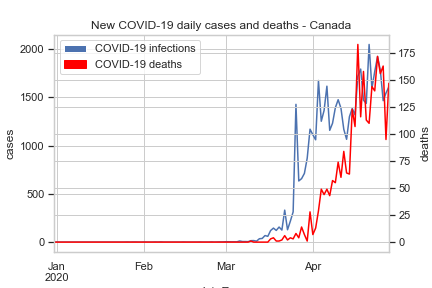 New COVID-19 daily cases and deaths - Canada
COVID-19 infections
COVID-19 deaths
cases
2000
1500
1000
500
0
deaths
175
150
125
100
75
50
25
0
Jan Feb Mar Apr
2020